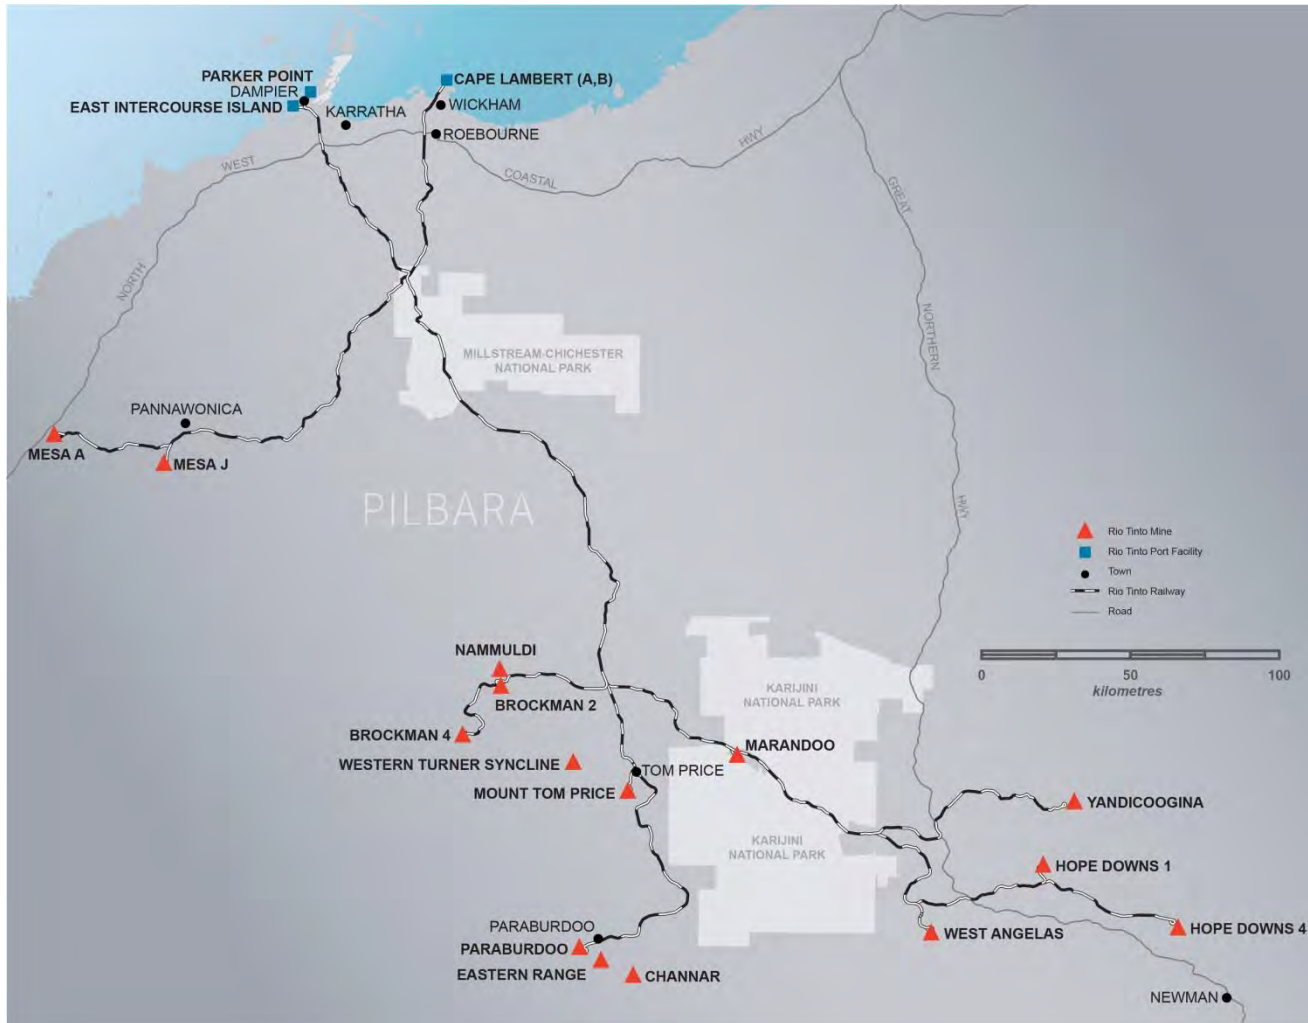 PARKER POINT
DAMPIER
EAST INTERCOURSE ISLAND
KARRATHA
CAPE LAMBERT (A,B)
WICKHAM
ROEBOURNE
WEST
COASTAL
HWY
NORTH
GREAT
NORTHERN
HWY
MILLSTREAM-CHICHESTER
NATIONAL PARK
PANNAWONICA
MESA A
MESA J
PILBARA
Rio Tinto Mine
Rio Tinto Port Facility
Town
Rio Tinto Railway
Road
0
50
100
kilometres
NAMMULDI
BROCKMAN 2
BROCKMAN 4
WESTERN TURNER SYNCLINE
TOM PRICE
MOUNT TOM PRICE
KARIJINI
NATIONAL PARK
MARANDOO
KARIJINI
NATIONAL PARK
YANDICOOGINA
HOPE DOWNS 1
HOPE DOWNS 4
WEST ANGELAS
PARABURDOO
PARABURDOO
EASTERN RANGE
CHANNAR
NEWMAN